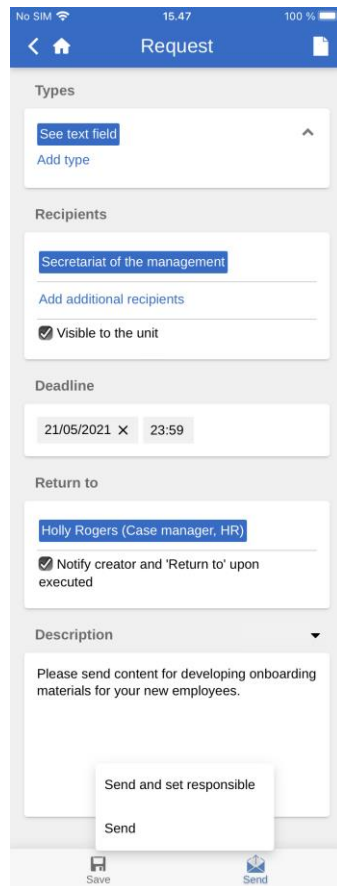 No SIM 15.47 100 %
Request
Types
See text field
Add type
Recipients
Secretariat of the management
Add additional recipients
Visible to the unit
Deadline
21/05/2021 × 23:59
Return to
Holly Rogers (Case manager, HR)
Notify creator and 'Return to' upon
executed
Description
Please send content for developing onboarding
materials for your new employees.
Send and set responsible
Send
Save Send